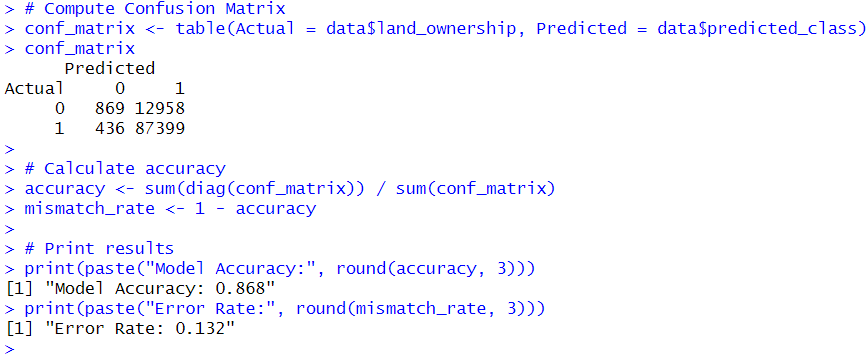 > # Compute Confusion Matrix
> conf_matrix <- table(Actual = data$land_ownership, Predicted = data$predicted_class)
> conf_matrix
      Predicted
Actual     0     1
     0   869 12958
     1   436 87399
>
> # Calculate accuracy
> accuracy <- sum(diag(conf_matrix)) / sum(conf_matrix)
> mismatch_rate <- 1 - accuracy
>
> # Print results
> print(paste("Model Accuracy:", round(accuracy, 3)))
[1] "Model Accuracy: 0.868"
> print(paste("Error Rate:", round(mismatch_rate, 3)))
[1] "Error Rate: 0.132"
>